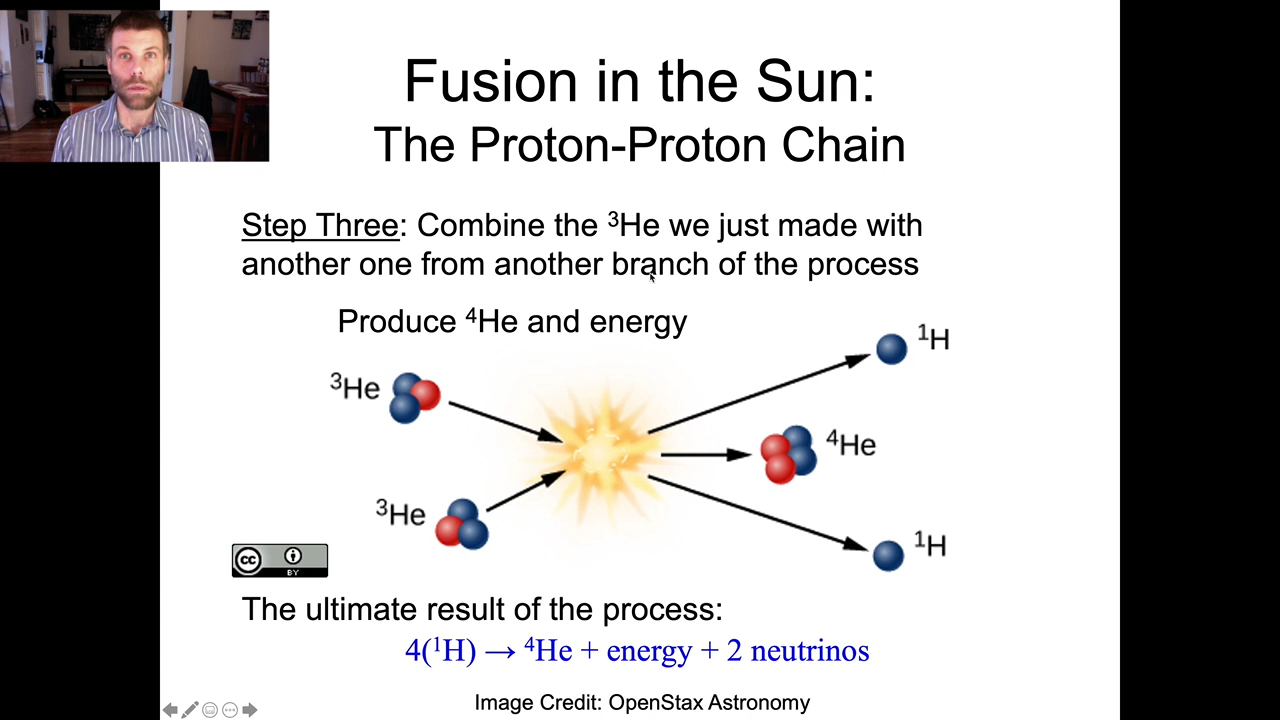 Fusion in the Sun:
The Proton-Proton Chain
Step Three: Combine the ³He we just made with
another one from another branch of the process
Produce ⁴He and energy
³He
³He
¹H
⁴He
¹H
cc
BY
The ultimate result of the process:
4(¹H) → ⁴He + energy + 2 neutrinos
Image Credit: OpenStax Astronomy